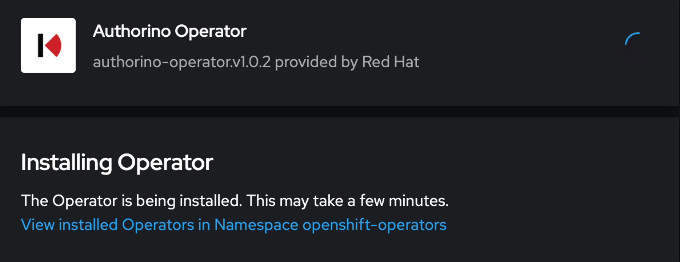 Authorino Operator
authorino-operator.v1.0.2 provided by Red Hat
Installing Operator
The Operator is being installed. This may take a few minutes.
View installed Operators in Namespace openshift-operators